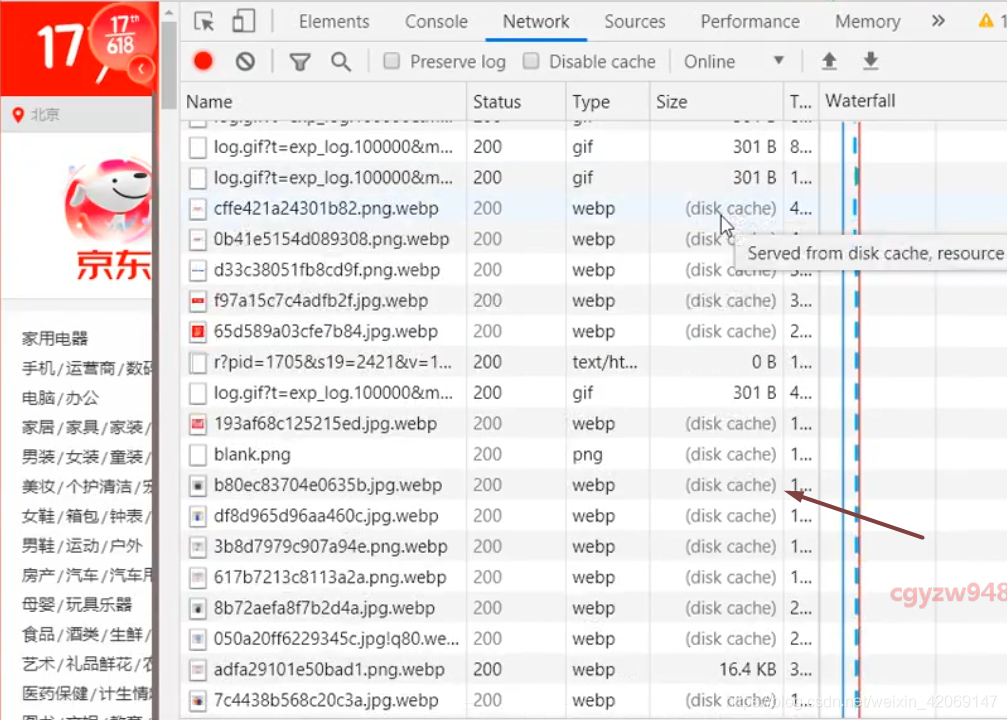 17
17th
618
北京
京东
家用电器
手机/运营商/数码
电脑/办公
家居/家具/家装/
男装/女装/童装/
美妆/个护清洁/宠
女鞋/箱包/钟表/
男鞋/运动/户外
房产/汽车/汽车用
母婴/玩具乐器
食品/酒类/生鲜/
艺术/礼品鲜花/农
医药保健/计生情
Elements Console Network Sources Performance Memory » 1
Preserve log Disable cache Online ▼
Name Status Type Size T... Waterfall
log.gif?t=exp_log.100000&m... 200 gif
log.gif?t=exp_log.100000&m... 200 gif 301 B 8...
log.gif?t=exp_log.100000&m... 200 gif 301 B 1...
cffe421a24301b82.png.webp 200 webp (disk cache) 4...
0b41e5154d089308.png.webp 200 webp (disk c
Served from disk cache, resource
d33c38051fb8cd9f.png.webp 200 webp (disk cache) 3...
f97a15c7c4adfb2f.jpg.webp 200 webp (disk cache) 3...
65d589a03cfe7b84.jpg.webp 200 webp (disk cache) 2...
r?pid=1705&s19=2421&v=1... 200 text/ht... 0 B 1...
log.gif?t=exp_log.100000&m... 200 gif 301 B 4...
193af68c125215ed.jpg.webp 200 webp (disk cache) 1...
blank.png 200 png (disk cache) 1...
b80ec83704e0635b.jpg.webp 200 webp (disk cache) 1...
df8d965d96aa460c.jpg.webp 200 webp (disk cache) 1...
3b8d7979c907a94e.png.webp 200 webp (disk cache) 1...
617b7213c8113a2a.png.webp 200 webp (disk cache) 1...
8b72aefa8f7b2d4a.jpg.webp 200 webp (disk cache) 2...
050a20ff6229345c.jpg!q80.we... 200 webp (disk cache) 2...
adfa29101e50bad1.png.webp 200 webp 16.4 KB 3...
7c4438b568c20c3a.jpg.webp 200 webp (disk cache) 1...
cgyzw948
blog.csdn.net/weixin_42069147